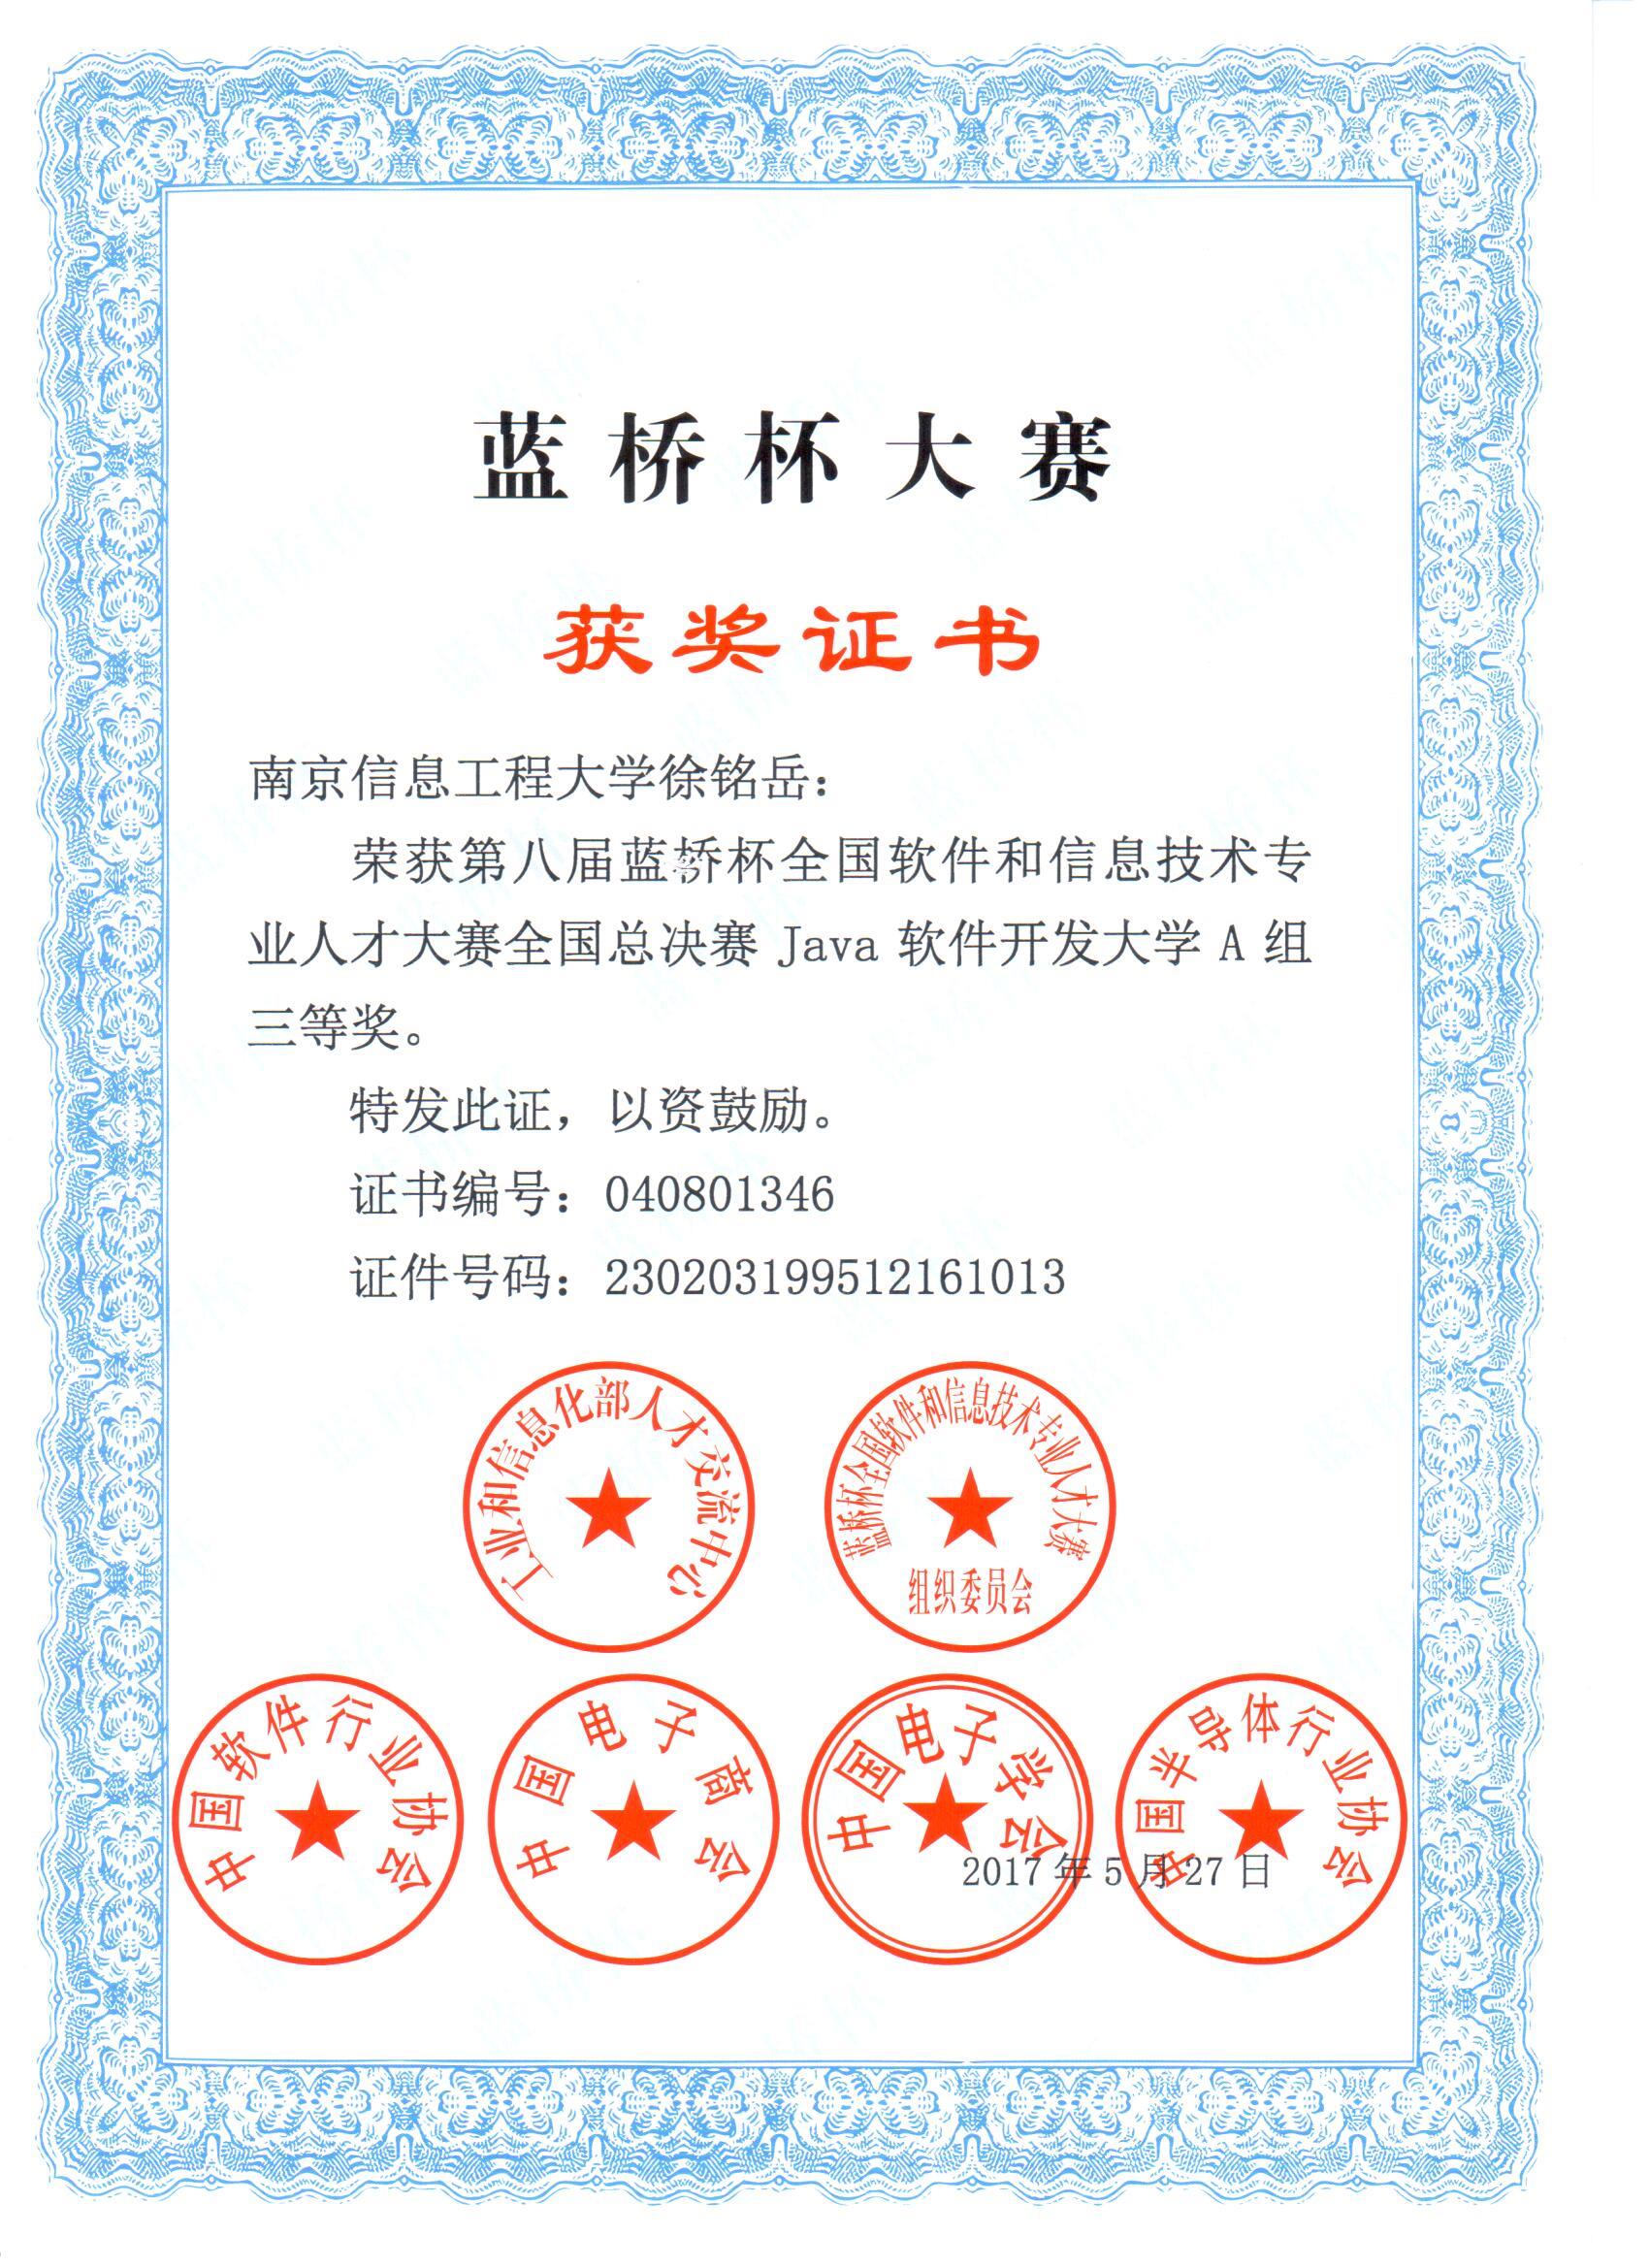 蓝桥杯大赛
获奖证书
南京信息工程大学徐铭岳：
荣获第八届蓝桥杯全国软件和信息技术专
业人才大赛全国总决赛 Java 软件开发大学 A 组
三等奖。
特发此证，以资鼓励。
证书编号：040801346
证件号码：230203199512161013
工业和信息化部人才交流中心
蓝桥杯全国软件和信息技术专业人才大赛
组织委员会
中国软件行业协会
中国电子商会
中国电子学会
中国半导体行业协会
2017 年 5 月 27 日